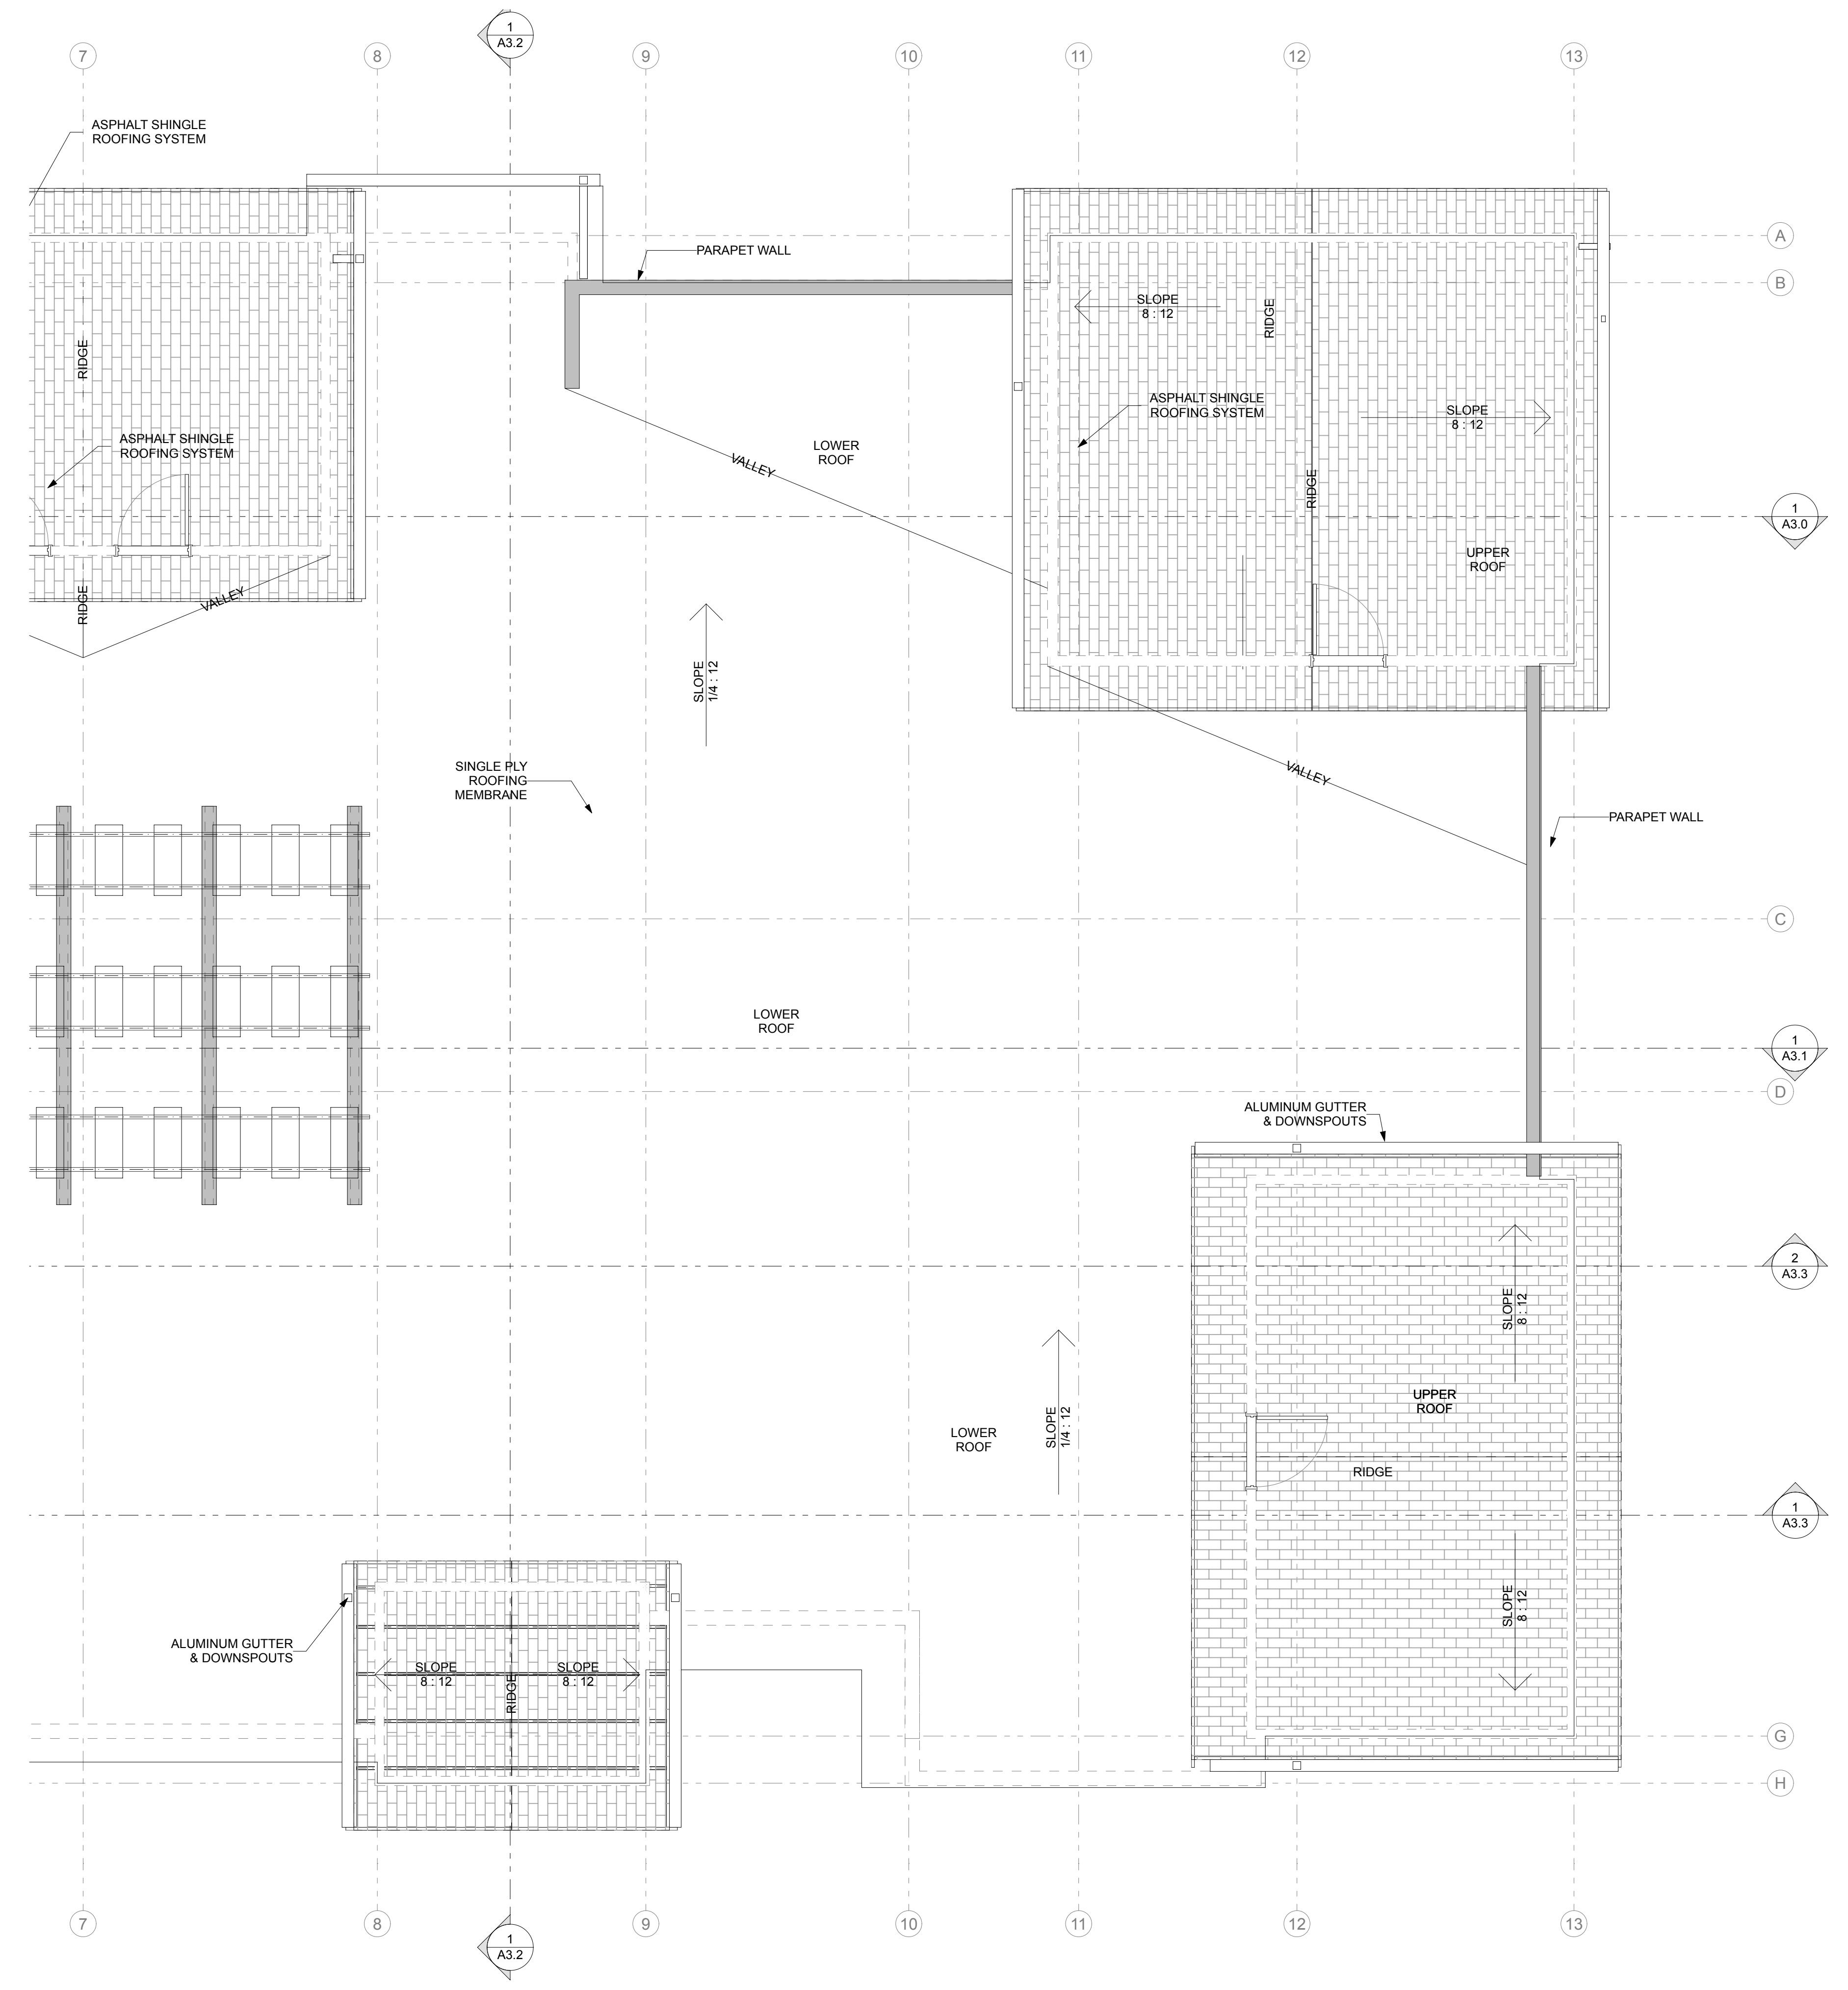 1
A3.2
7
8
9
10
11
12
13
ASPHALT SHINGLE
ROOFING SYSTEM
A
PARAPET WALL
B
SLOPE
8 : 12
RIDGE
RIDGE
ASPHALT SHINGLE
ROOFING SYSTEM
SLOPE
8 : 12
ASPHALT SHINGLE
ROOFING SYSTEM
LOWER
ROOF
VALLEY
RIDGE
1
A3.0
UPPER
ROOF
RIDGE
VALLEY
SLOPE
1/4 : 12
SINGLE PLY
ROOFING
MEMBRANE
VALLEY
PARAPET WALL
C
LOWER
ROOF
1
A3.1
D
ALUMINUM GUTTER
& DOWNSPOUTS
2
A3.3
SLOPE
8 : 12
UPPER
ROOF
LOWER
ROOF
SLOPE
1/4 : 12
RIDGE
1
A3.3
SLOPE
8 : 12
ALUMINUM GUTTER
& DOWNSPOUTS
SLOPE
8 : 12
SLOPE
8 : 12
RIDGE
G
H
7
8
9
10
11
12
13
1
A3.2